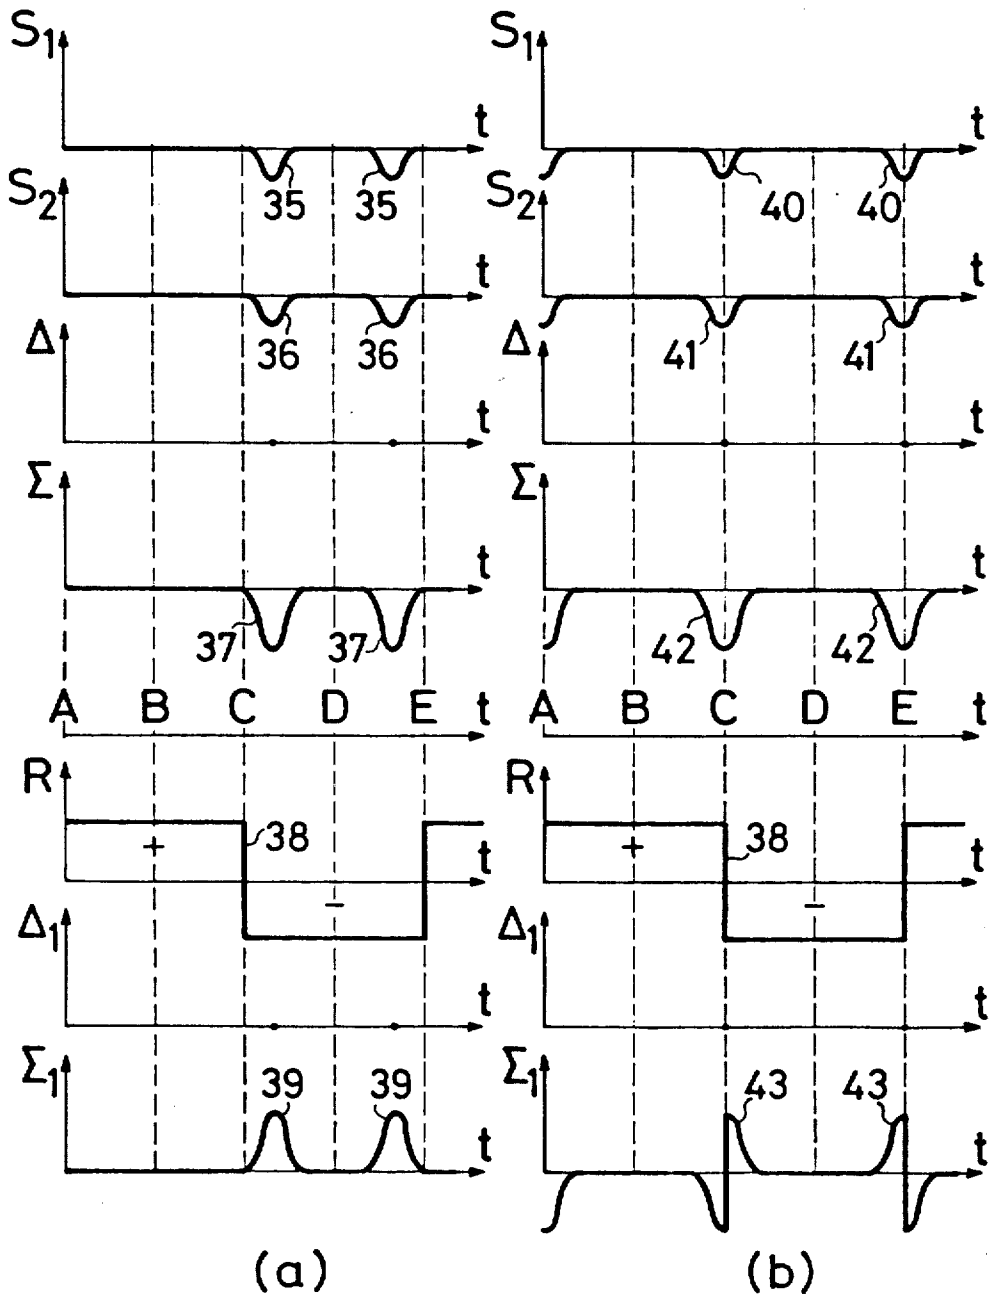 S1 S1
t t
35 35 40 40
S2 S2
t t
36 36 41 41
Δ Δ
t t
Σ Σ
t t
37 37 42 42
A B C D E t A B C D E t
R R
+ 38 t + 38 t
− −
Δ1 Δ1
t t
Σ1 39 39 Σ1 43 43
t t
(a) (b)